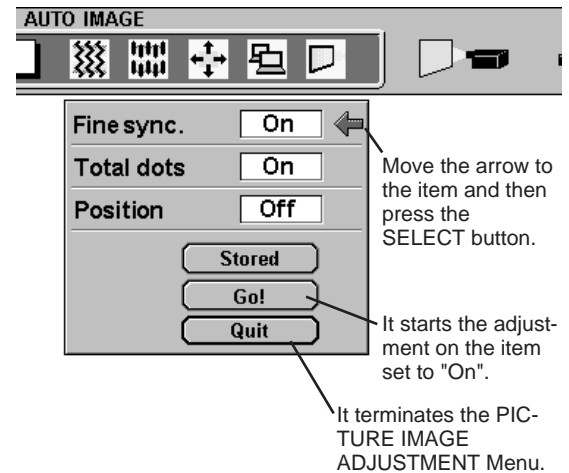 AUTO IMAGE
Fine sync. On
Total dots On
Position Off
Stored
Go!
Quit
Move the arrow to
the item and then
press the
SELECT button.
It starts the adjust-
ment on the item
set to "On".
It terminates the PIC-
TURE IMAGE
ADJUSTMENT Menu.